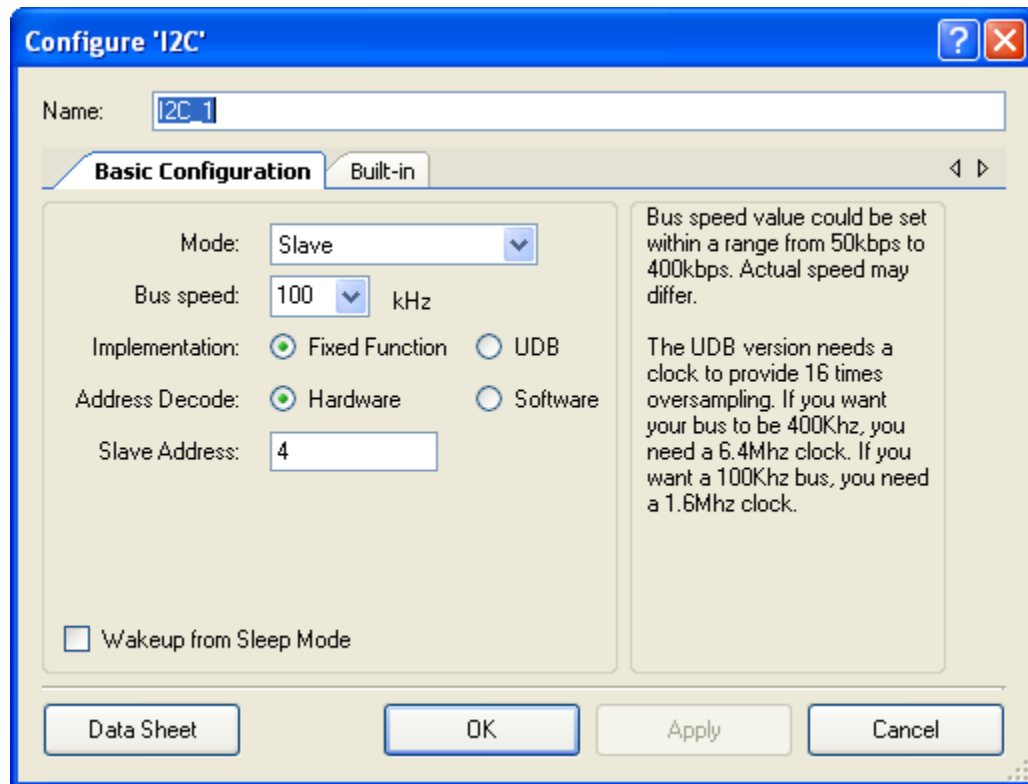 Configure 'I2C'
Name: I2C_1
Basic Configuration Built-in
Mode: Slave
Bus speed: 100 kHz
Implementation: Fixed Function UDB
Address Decode: Hardware Software
Slave Address: 4
Wakeup from Sleep Mode
Bus speed value could be set
within a range from 50kbps to
400kbps. Actual speed may
differ.
The UDB version needs a
clock to provide 16 times
oversampling. If you want
your bus to be 400Khz, you
need a 6.4Mhz clock. If you
want a 100Khz bus, you need
a 1.6Mhz clock.
Data Sheet OK Apply Cancel